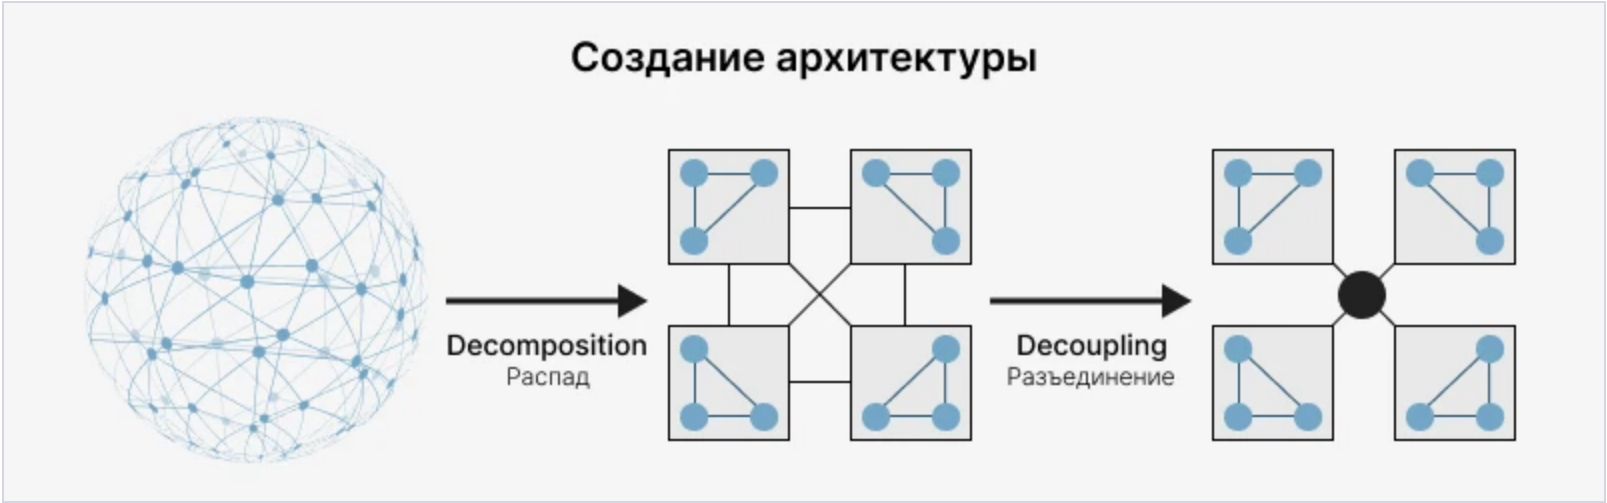 Создание архитектуры
Decomposition
Распад
Decoupling
Разъединение